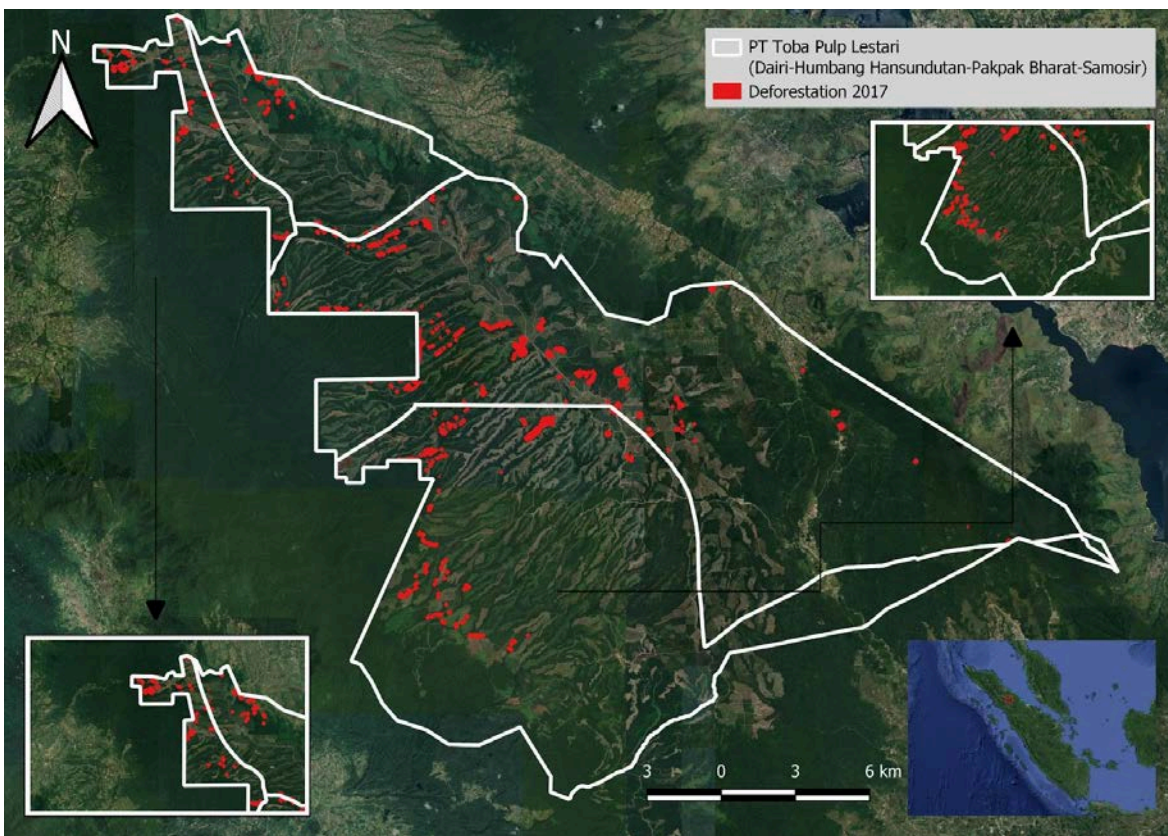 N
PT Toba Pulp Lestari
(Dairi-Humbang Hansundutan-Pakpak Bharat-Samosir)
Deforestation 2017
3 0 3 6 km